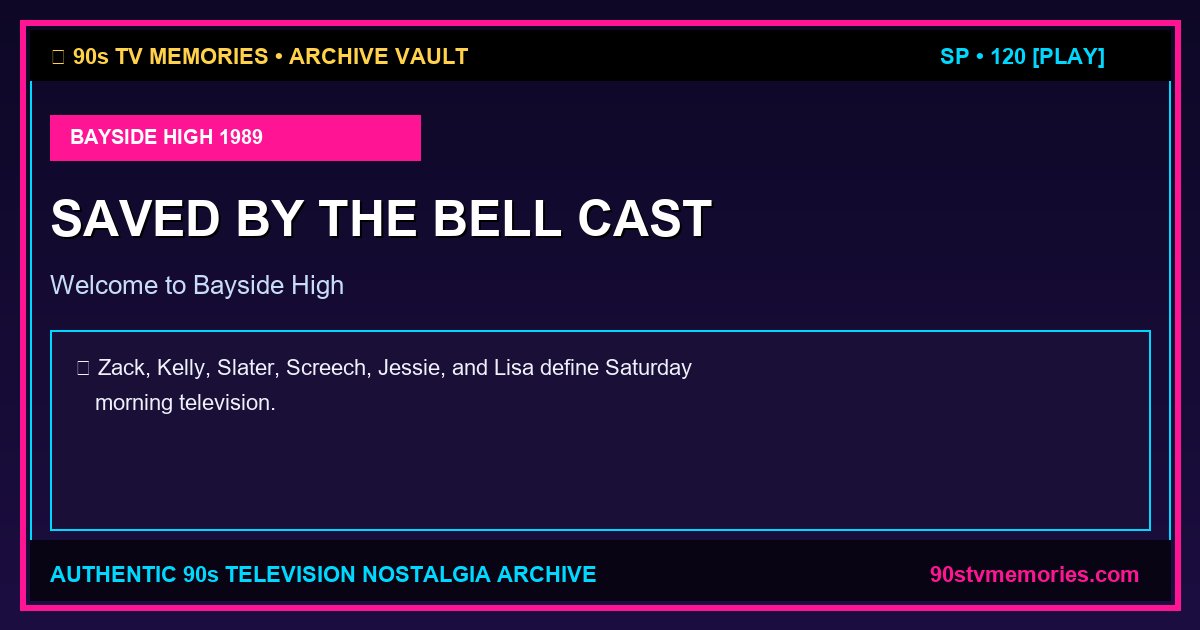 90s TV MEMORIES • ARCHIVE VAULT
SP • 120 [PLAY]
BAYSIDE HIGH 1989
SAVED BY THE BELL CAST
Welcome to Bayside High
Zack, Kelly, Slater, Screech, Jessie, and Lisa define Saturday
morning television.
AUTHENTIC 90s TELEVISION NOSTALGIA ARCHIVE
90stvmemories.com